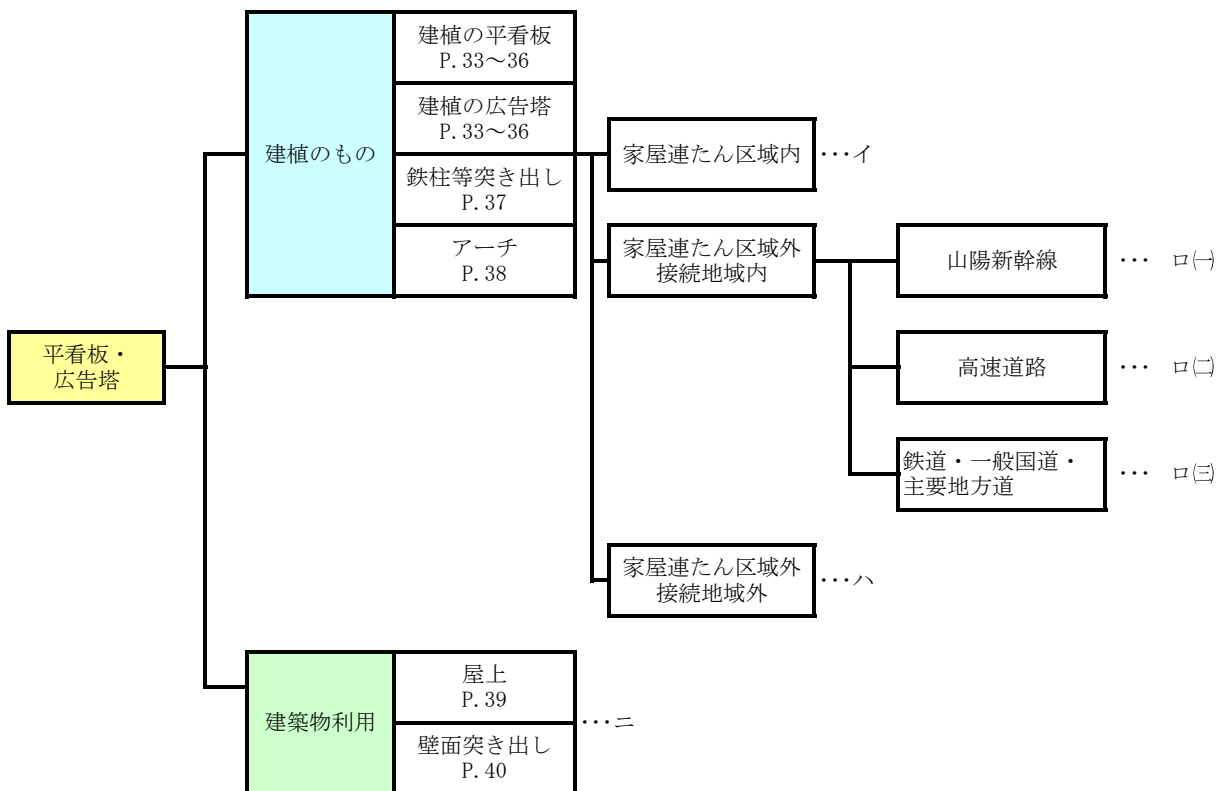 平看板・
広告塔
建植のもの
建植の平看板
P.33～36
建植の広告塔
P.33～36
鉄柱等突き出し
P.37
アーチ
P.38
家屋連たん区域内
・・・イ
家屋連たん区域外
接続地域内
山陽新幹線
・・・ ロ㈠
高速道路
・・・ ロ㈡
鉄道・一般国道・
主要地方道
・・・ ロ㈢
家屋連たん区域外
接続地域外
・・・ハ
建築物利用
屋上
P.39
壁面突き出し
P.40
・・・ニ